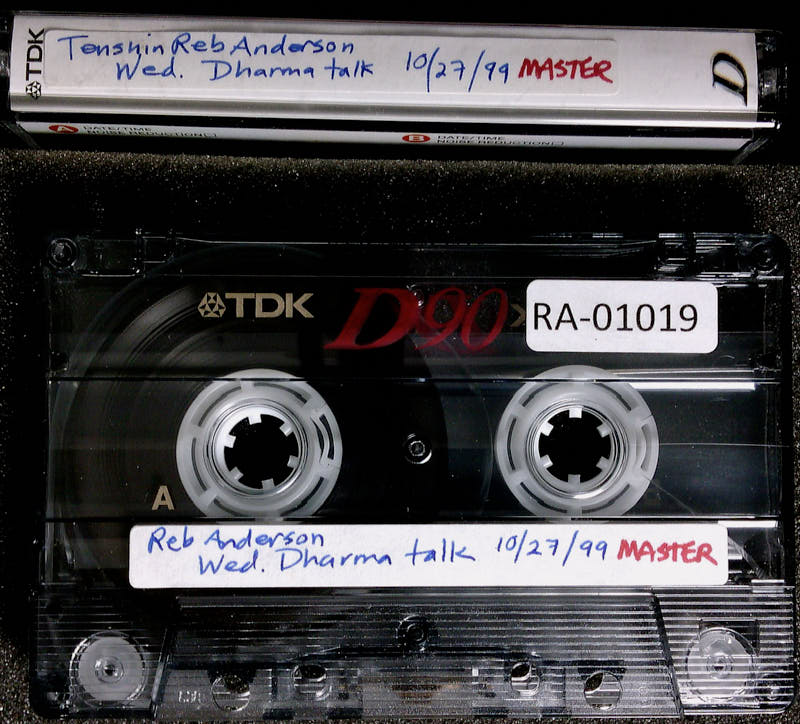 TDK
Tenshin Reb Anderson
Wed. Dharma talk 10/27/99 MASTER
D
A DATE/TIME
NOISE REDUCTION
B DATE/TIME
NOISE REDUCTION
TDK D90
RA-01019
A
Reb Anderson
Wed. Dharma talk 10/27/99 MASTER